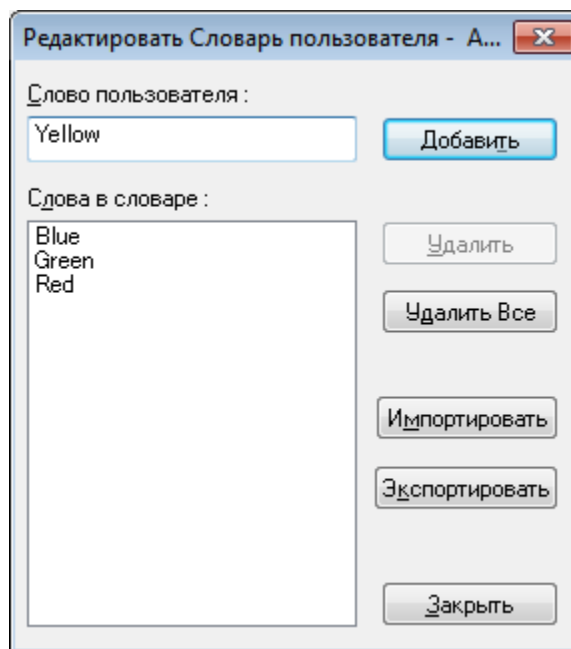 Редактировать Словарь пользователя - А...
Слово пользователя :
Yellow
Добавить
Слова в словаре :
Blue
Green
Red
Удалить
Удалить Все
Импортировать
Экспортировать
Закрыть